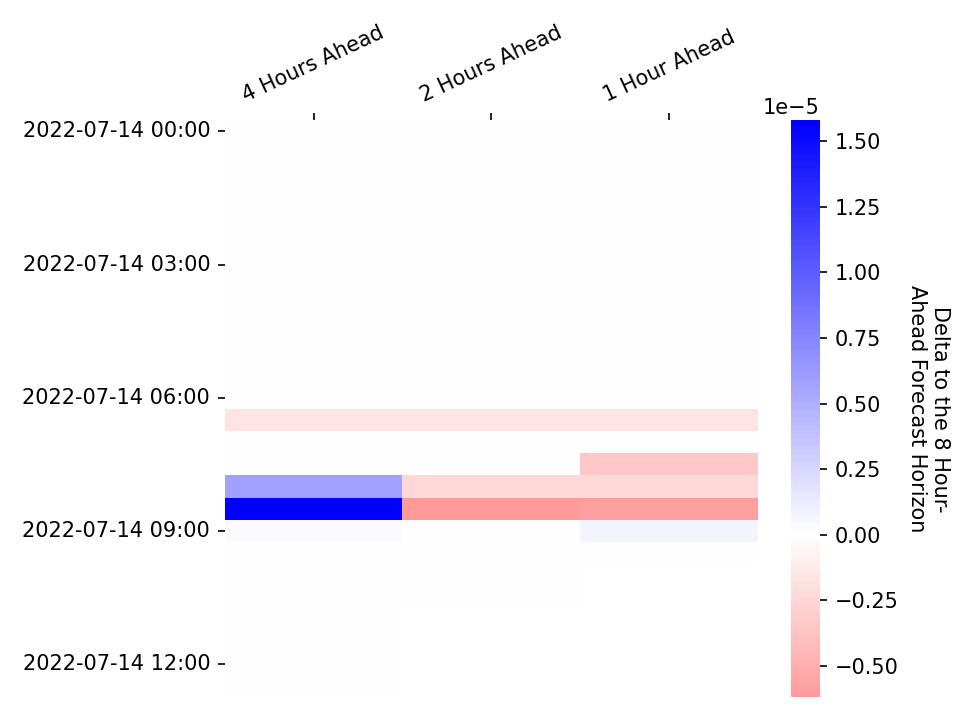 4 Hours Ahead
2 Hours Ahead
1 Hour Ahead
1e−5
2022-07-14 00:00
2022-07-14 03:00
2022-07-14 06:00
2022-07-14 09:00
2022-07-14 12:00
1.50
1.25
1.00
0.75
0.50
0.25
0.00
−0.25
−0.50
Delta to the 8 Hour-
Ahead Forecast Horizon